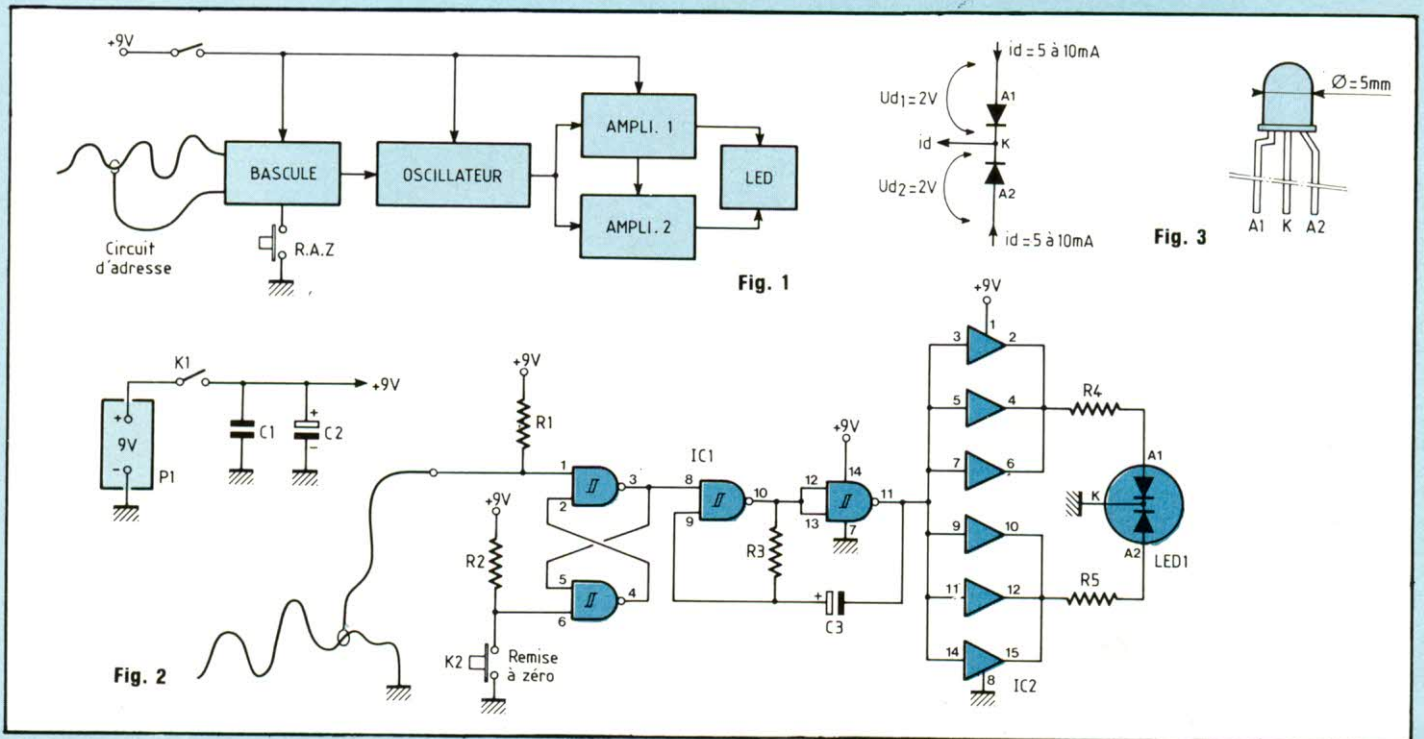 +9V
BASCULE
OSCILLATEUR
AMPLI. 1
AMPLI. 2
LED
Circuit
d'adresse
R.A.Z
Fig. 1
id = 5 à 10mA
Ud1 = 2V
A1
id
K
Ud2 = 2V
A2
id = 5 à 10mA
Ø = 5mm
A1 K A2
Fig. 3
K1
+9V
+
9V
-
P1
C1
+
-
C2
Fig. 2
+9V
R1
+9V
R2
K2
Remise
à zéro
1
2
3
5
6
4
IC1
8
9
10
R3
+
C3
+9V
12
13
14
7
11
+9V
1
3
2
5
4
7
6
9
10
11
12
14
15
8
IC2
R4
R5
A1
K
A2
LED1